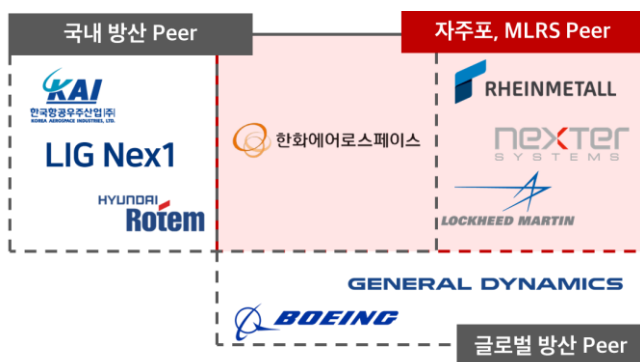 국내 방산 Peer
자주포, MLRS Peer
KAI
한국항공우주산업(주)
KOREA AEROSPACE INDUSTRIES, LTD.
LIG Nex1
HYUNDAI
Rotem
한화에어로스페이스
RHEINMETALL
nexter
SYSTEMS
LOCKHEED MARTIN
GENERAL DYNAMICS
BOEING
글로벌 방산 Peer